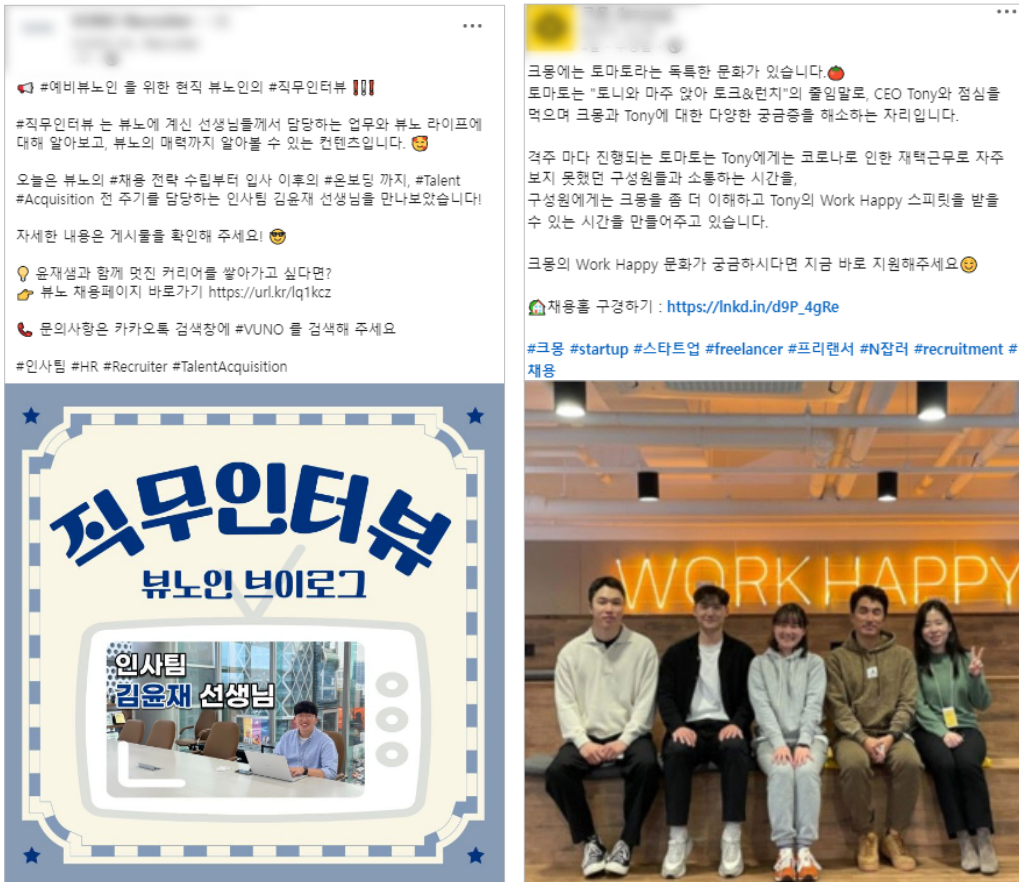 📢 #예비뷰노인 을 위한 현직 뷰노인의 #직무인터뷰 ❗❗❗
#직무인터뷰 는 뷰노에 계신 선생님들께서 담당하는 업무와 뷰노 라이프에
대해 알아보고, 뷰노의 매력까지 알아볼 수 있는 컨텐츠입니다. 🥰
오늘은 뷰노의 #채용 전략 수립부터 입사 이후의 #온보딩 까지, #Talent
#Acquisition 전 주기를 담당하는 인사팀 김윤재 선생님을 만나보았습니다!
자세한 내용은 게시물을 확인해 주세요! 😎
💡 윤재샘과 함께 멋진 커리어를 쌓아가고 싶다면?
👉 뷰노 채용페이지 바로가기 https://url.kr/lq1kcz
📞 문의사항은 카카오톡 검색창에 #VUNO 를 검색해 주세요
#인사팀 #HR #Recruiter #TalentAcquisition
직무인터뷰
뷰노인 브이로그
인사팀
김윤재 선생님
크몽에는 토마토라는 독특한 문화가 있습니다.🍅
토마토는 "토니와 마주 앉아 토크&런치"의 줄임말로, CEO Tony와 점심을
먹으며 크몽과 Tony에 대한 다양한 궁금증을 해소하는 자리입니다.
격주 마다 진행되는 토마토는 Tony에게는 코로나로 인한 재택근무로 자주
보지 못했던 구성원들과 소통하는 시간을,
구성원에게는 크몽을 좀 더 이해하고 Tony의 Work Happy 스피릿을 받을
수 있는 시간을 만들어주고 있습니다.
크몽의 Work Happy 문화가 궁금하시다면 지금 바로 지원해주세요😊
🏡채용홈 구경하기 : https://lnkd.in/d9P_4gRe
#크몽 #startup #스타트업 #freelancer #프리랜서 #N잡러 #recruitment #
채용
WORK HAPPY